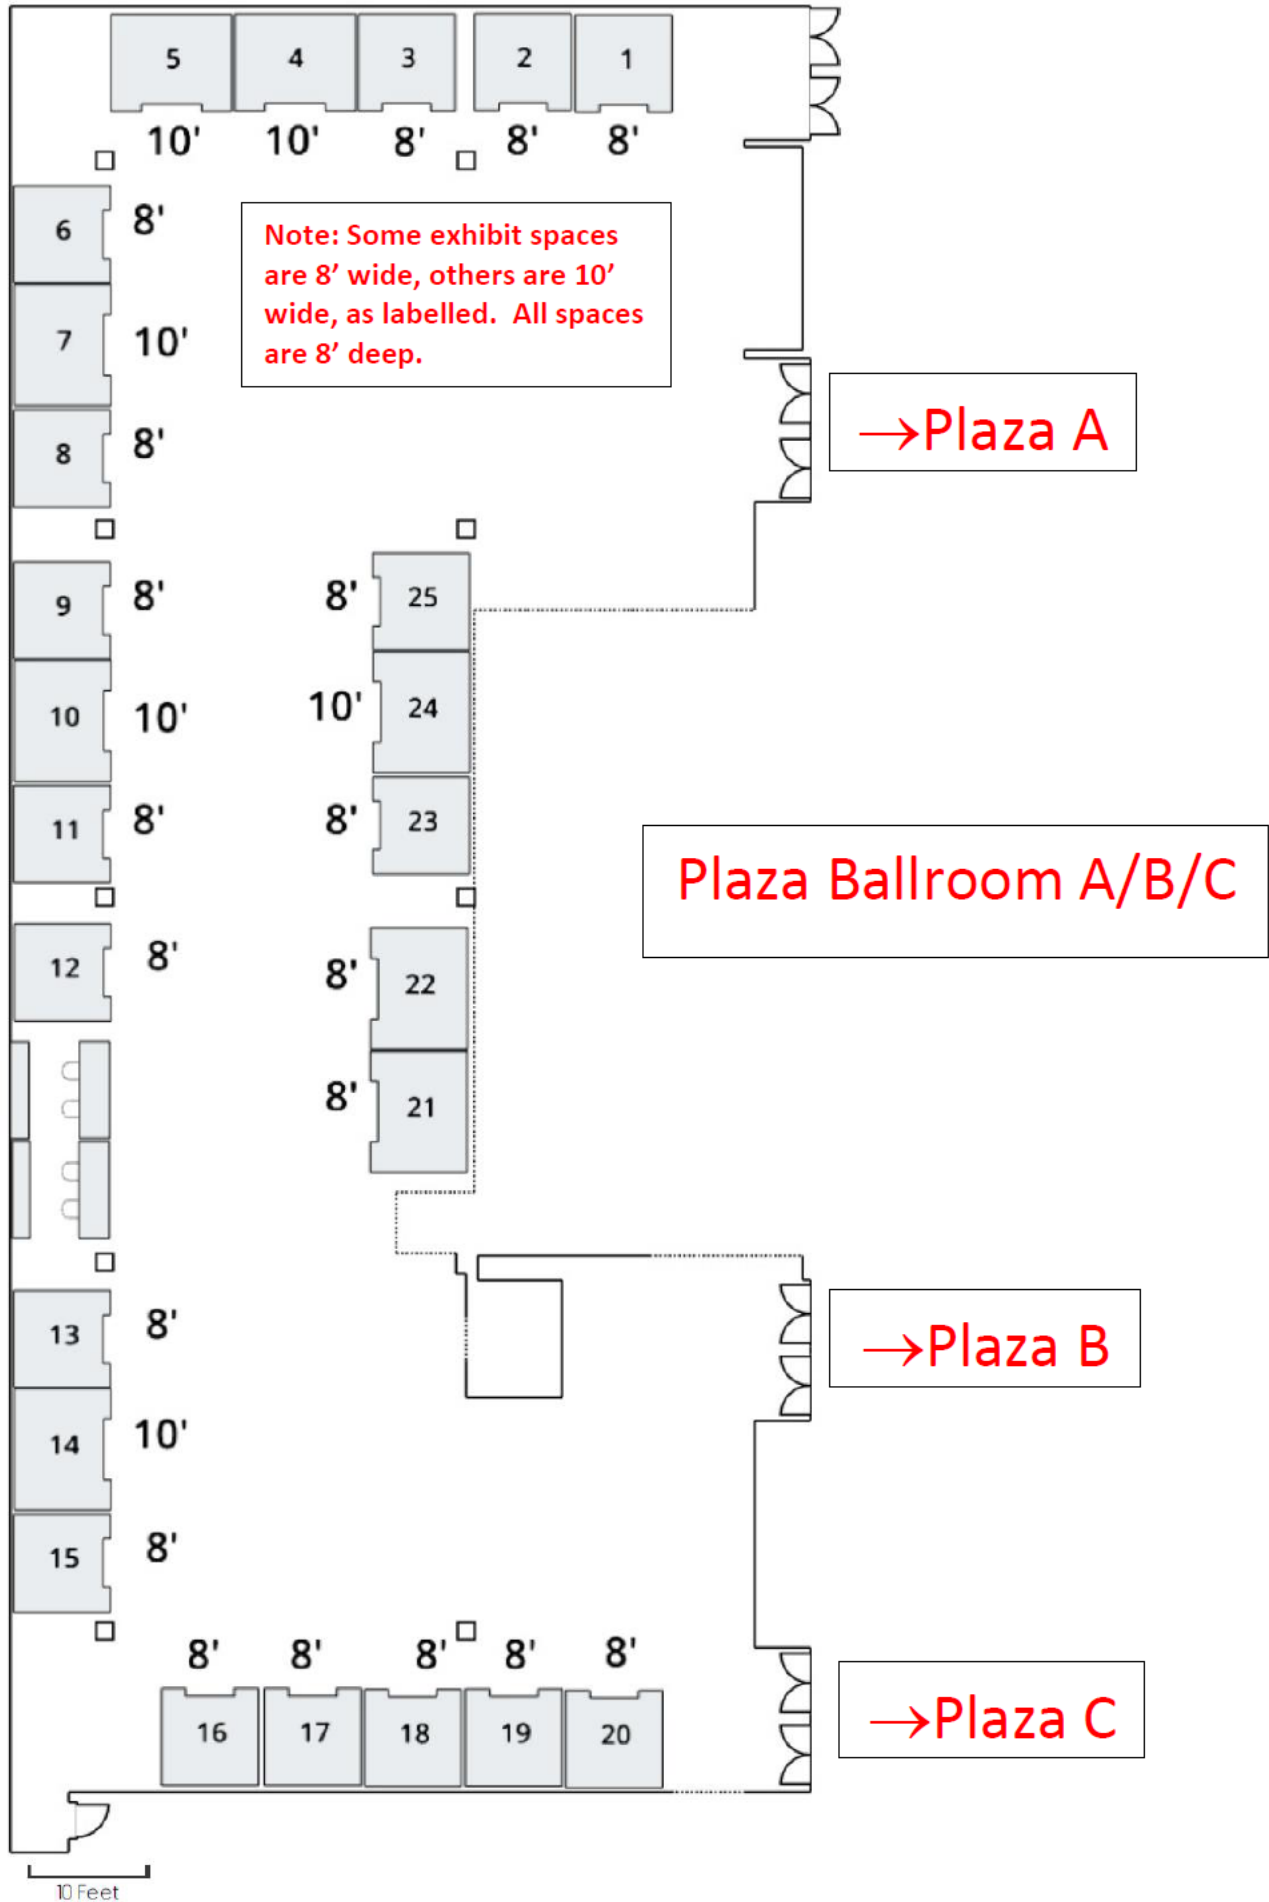 5 4 3 2 1
10' 10' 8' 8' 8'
6 8'
Note: Some exhibit spaces
are 8' wide, others are 10'
wide, as labelled. All spaces
are 8' deep.
7 10'
→Plaza A
8 8'
9 8' 8' 25
10 10' 10' 24
11 8' 8' 23
Plaza Ballroom A/B/C
12 8' 8' 22
8' 21
13 8'
→Plaza B
14 10'
15 8'
8' 8' 8' 8' 8'
16 17 18 19 20
→Plaza C
10 Feet